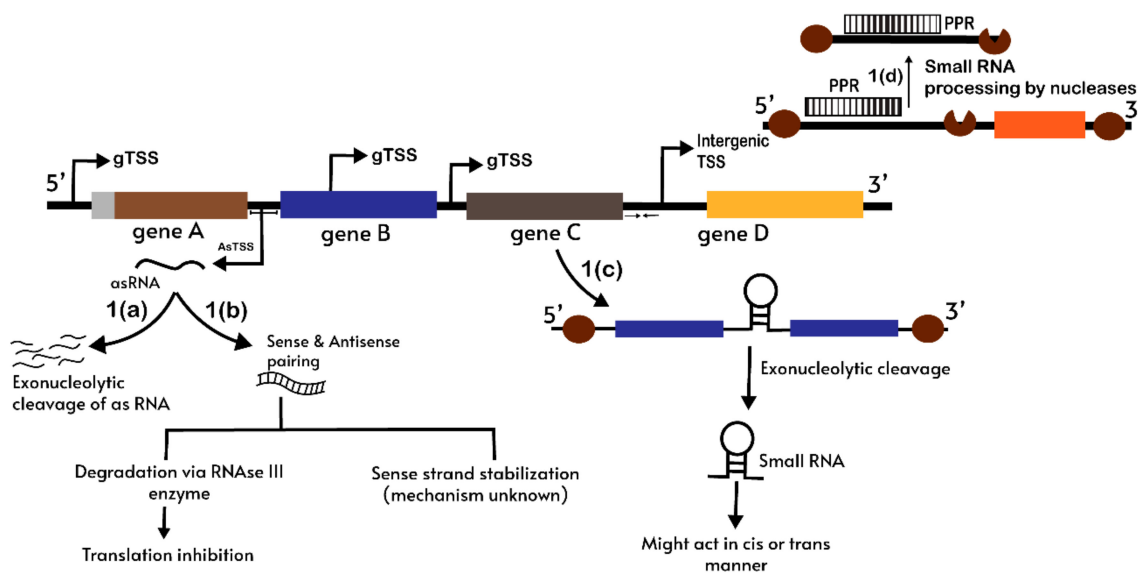 PPR
1(d)
Small RNA
processing by nucleases
PPR
5’
3
gTSS
gTSS
gTSS
Intergenic
TSS
5’
3’
gene A
gene B
gene C
gene D
AsTSS
asRNA
1(a)
1(b)
1(c)
5’
3’
Sense & Antisense
pairing
Exonucleolytic
cleavage of as RNA
Exonucleolytic cleavage
Degradation via RNAse III
enzyme
Sense strand stabilization
(mechanism unknown)
Small RNA
Translation inhibition
Might act in cis or trans
manner